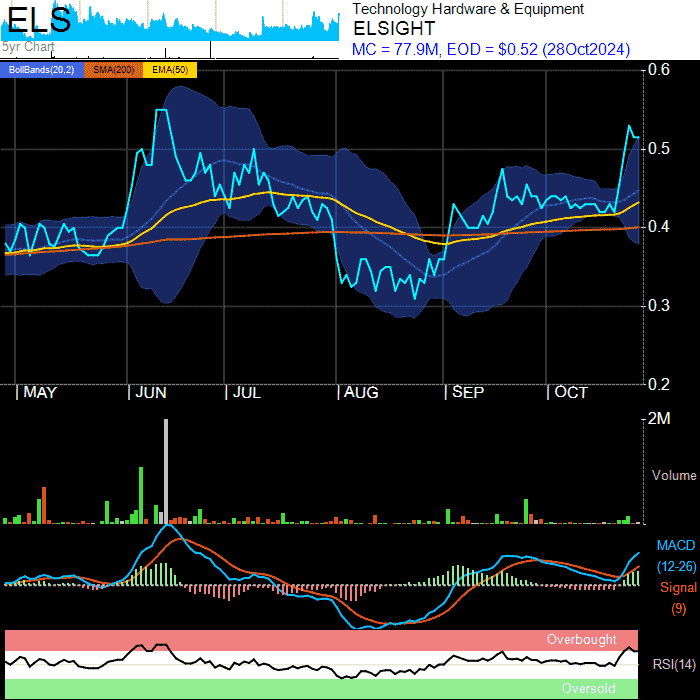 ELS
5yr Chart
Technology Hardware & Equipment
ELSIGHT
MC = 77.9M, EOD = $0.52 (28Oct2024)
BollBands(20,2) SMA(200) EMA(50)
0.6
0.5
0.4
0.3
0.2
MAY JUN JUL AUG SEP OCT
2M
Volume
MACD
(12-26)
Signal
(9)
Overbought
RSI(14)
Oversold